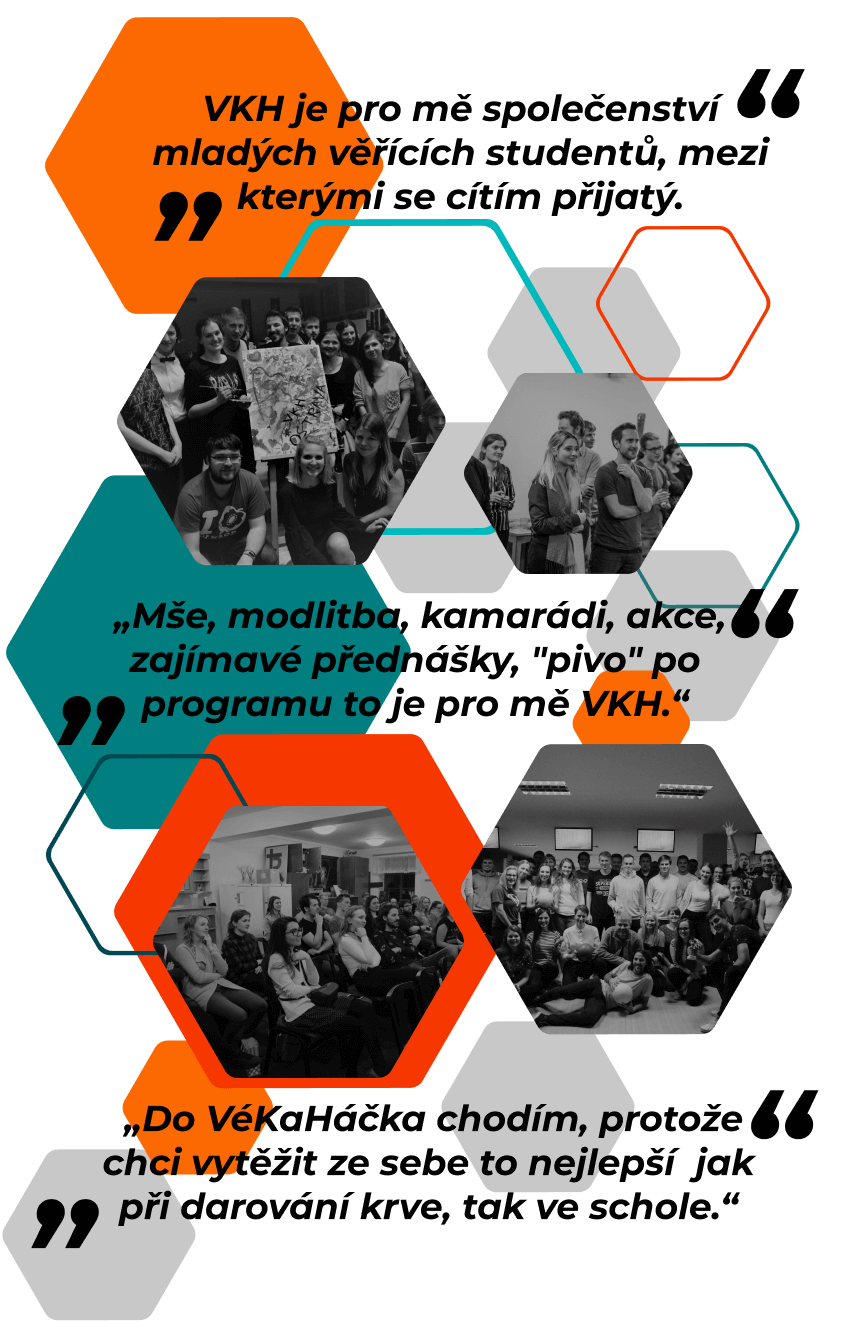 VKH je pro mě společenství “
mladých věřících studentů, mezi
” kterými se cítím přijatý.
VKH
OSTRAVA
„Mše, modlitba, kamarádi, akce, “
zajímavé přednášky, "pivo" po
” programu to je pro mě VKH.“
„Do VéKaHáčka chodím, protože “
chci vytěžit ze sebe to nejlepší  jak
” při darování krve, tak ve schole.“